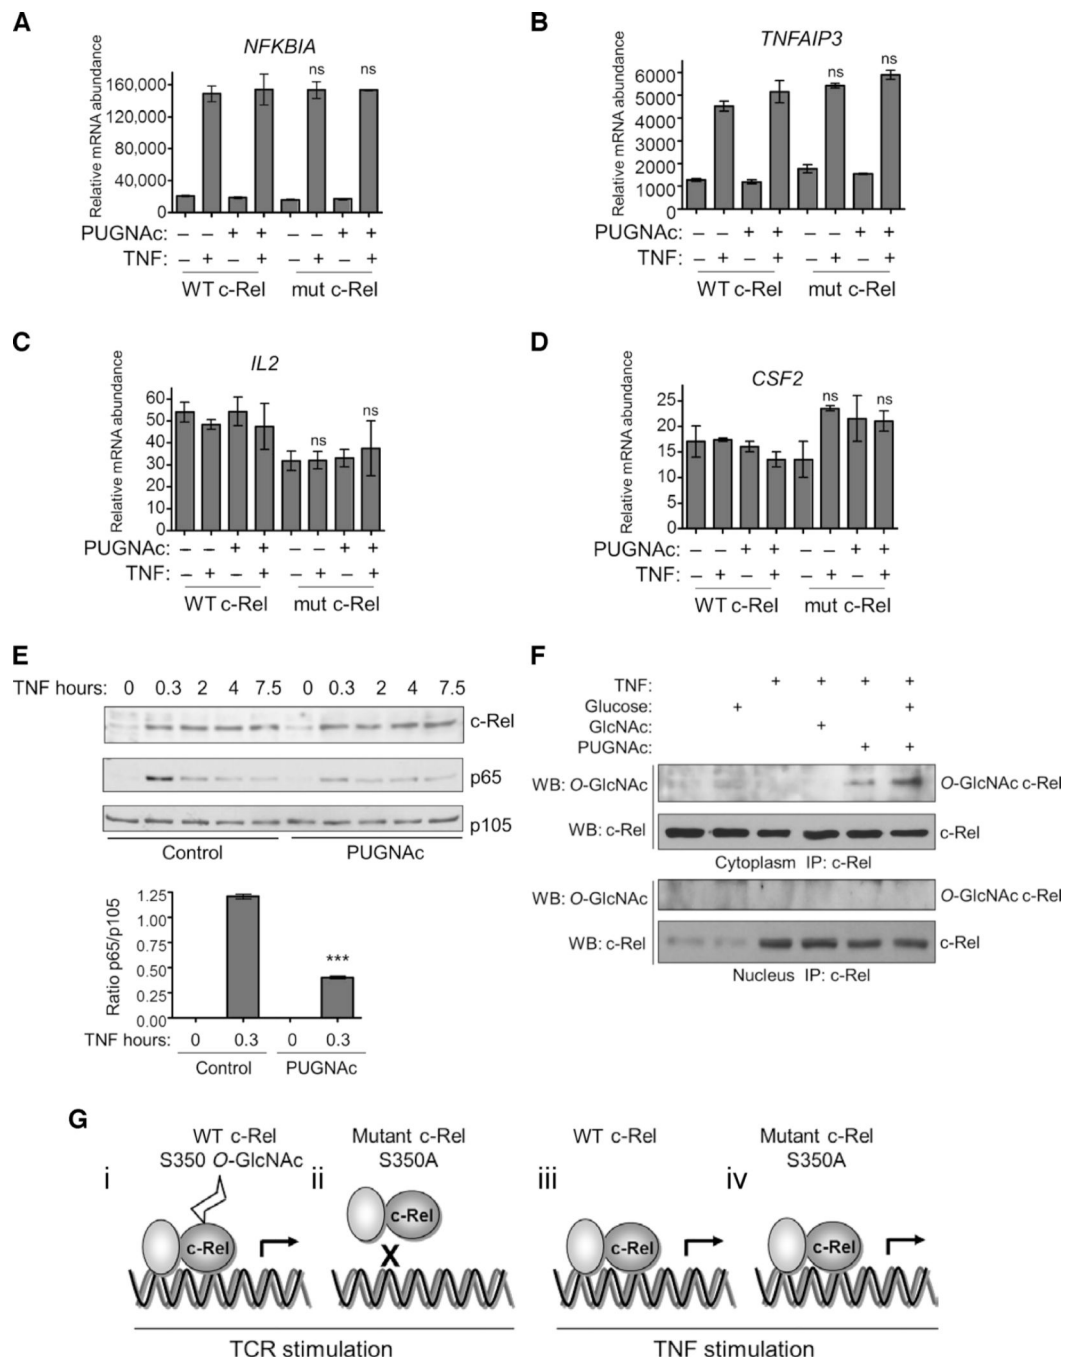 A
NFKBIA
Relative mRNA abundance
160,000
120,000
80,000
40,000
0
ns
ns
PUGNAc: – – + + – – + +
TNF: – + – + – + – +
WT c-Rel
mut c-Rel
B
TNFAIP3
Relative mRNA abundance
6000
5000
4000
3000
2000
1000
0
ns
ns
PUGNAc: – – + + – – + +
TNF: – + – + – + – +
WT c-Rel
mut c-Rel
C
IL2
Relative mRNA abundance
60
50
40
30
20
10
0
ns
ns
PUGNAc: – – + + – – + +
TNF: – + – + – + – +
WT c-Rel
mut c-Rel
D
CSF2
Relative mRNA abundance
25
20
15
10
5
0
ns
ns
PUGNAc: – – + + – – + +
TNF: – + – + – + – +
WT c-Rel
mut c-Rel
E
TNF hours: 0 0.3 2 4 7.5 0 0.3 2 4 7.5
c-Rel
p65
p105
Control
PUGNAc
Ratio p65/p105
1.25
1.00
0.75
0.50
0.25
0.00
***
TNF hours: 0 0.3 0 0.3
Control
PUGNAc
F
TNF: + + + +
Glucose: + +
GlcNAc: +
PUGNAc: + +
WB: O-GlcNAc
O-GlcNAc c-Rel
WB: c-Rel
c-Rel
Cytoplasm IP: c-Rel
WB: O-GlcNAc
O-GlcNAc c-Rel
WB: c-Rel
c-Rel
Nucleus IP: c-Rel
G
i
WT c-Rel
S350 O-GlcNAc
c-Rel
ii
Mutant c-Rel
S350A
c-Rel
X
TCR stimulation
iii
WT c-Rel
c-Rel
iv
Mutant c-Rel
S350A
c-Rel
TNF stimulation